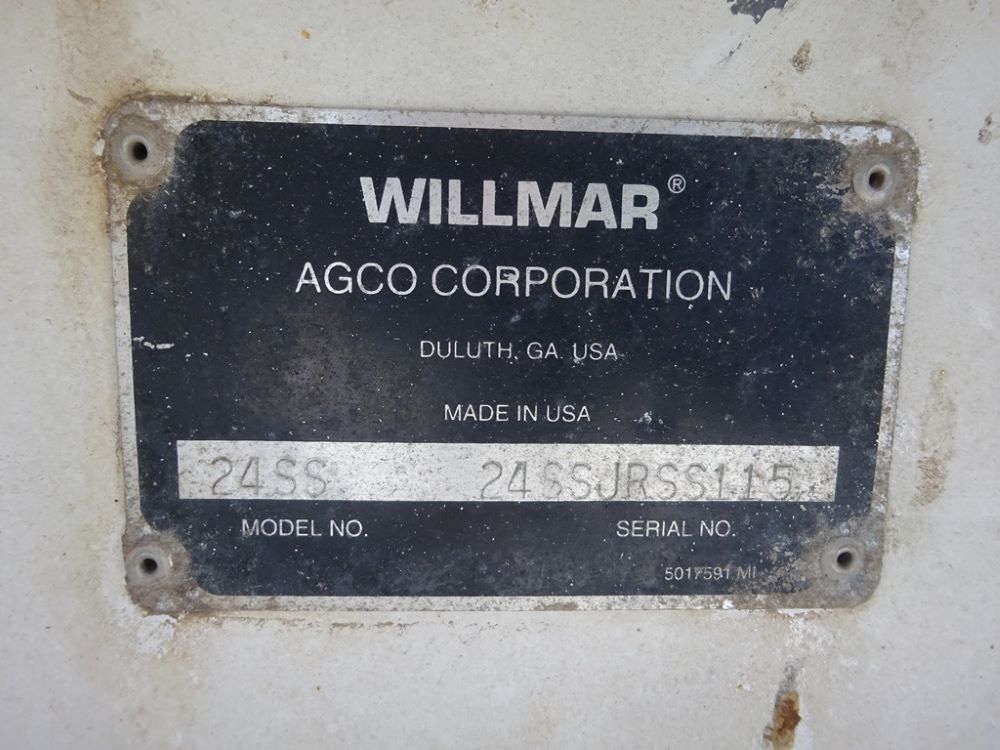 WILLMAR®
AGCO CORPORATION
DULUTH, GA. USA
MADE IN USA
24SS 24SSJRSS115
MODEL NO. SERIAL NO.
5017591 MI